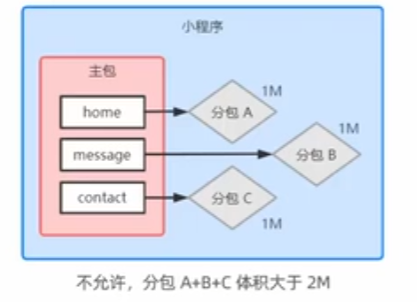 小程序
主包
home
分包 A
1M
message
分包 B
1M
contact
分包 C
1M
不允许，分包 A+B+C 体积大于 2M